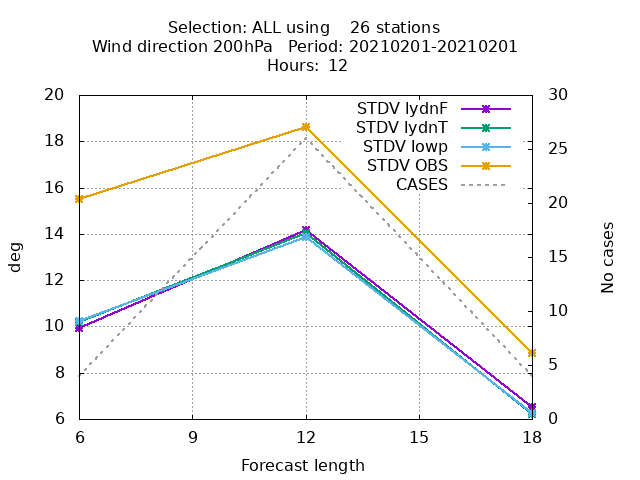 Selection: ALL using    26 stations
Wind direction 200hPa   Period: 20210201-20210201
Hours:  12
STDV lydnF
STDV lydnT
STDV lowp
STDV OBS
CASES
20
18
16
14
12
10
8
6
deg
30
25
20
15
10
5
0
No cases
6 9 12 15 18
Forecast length